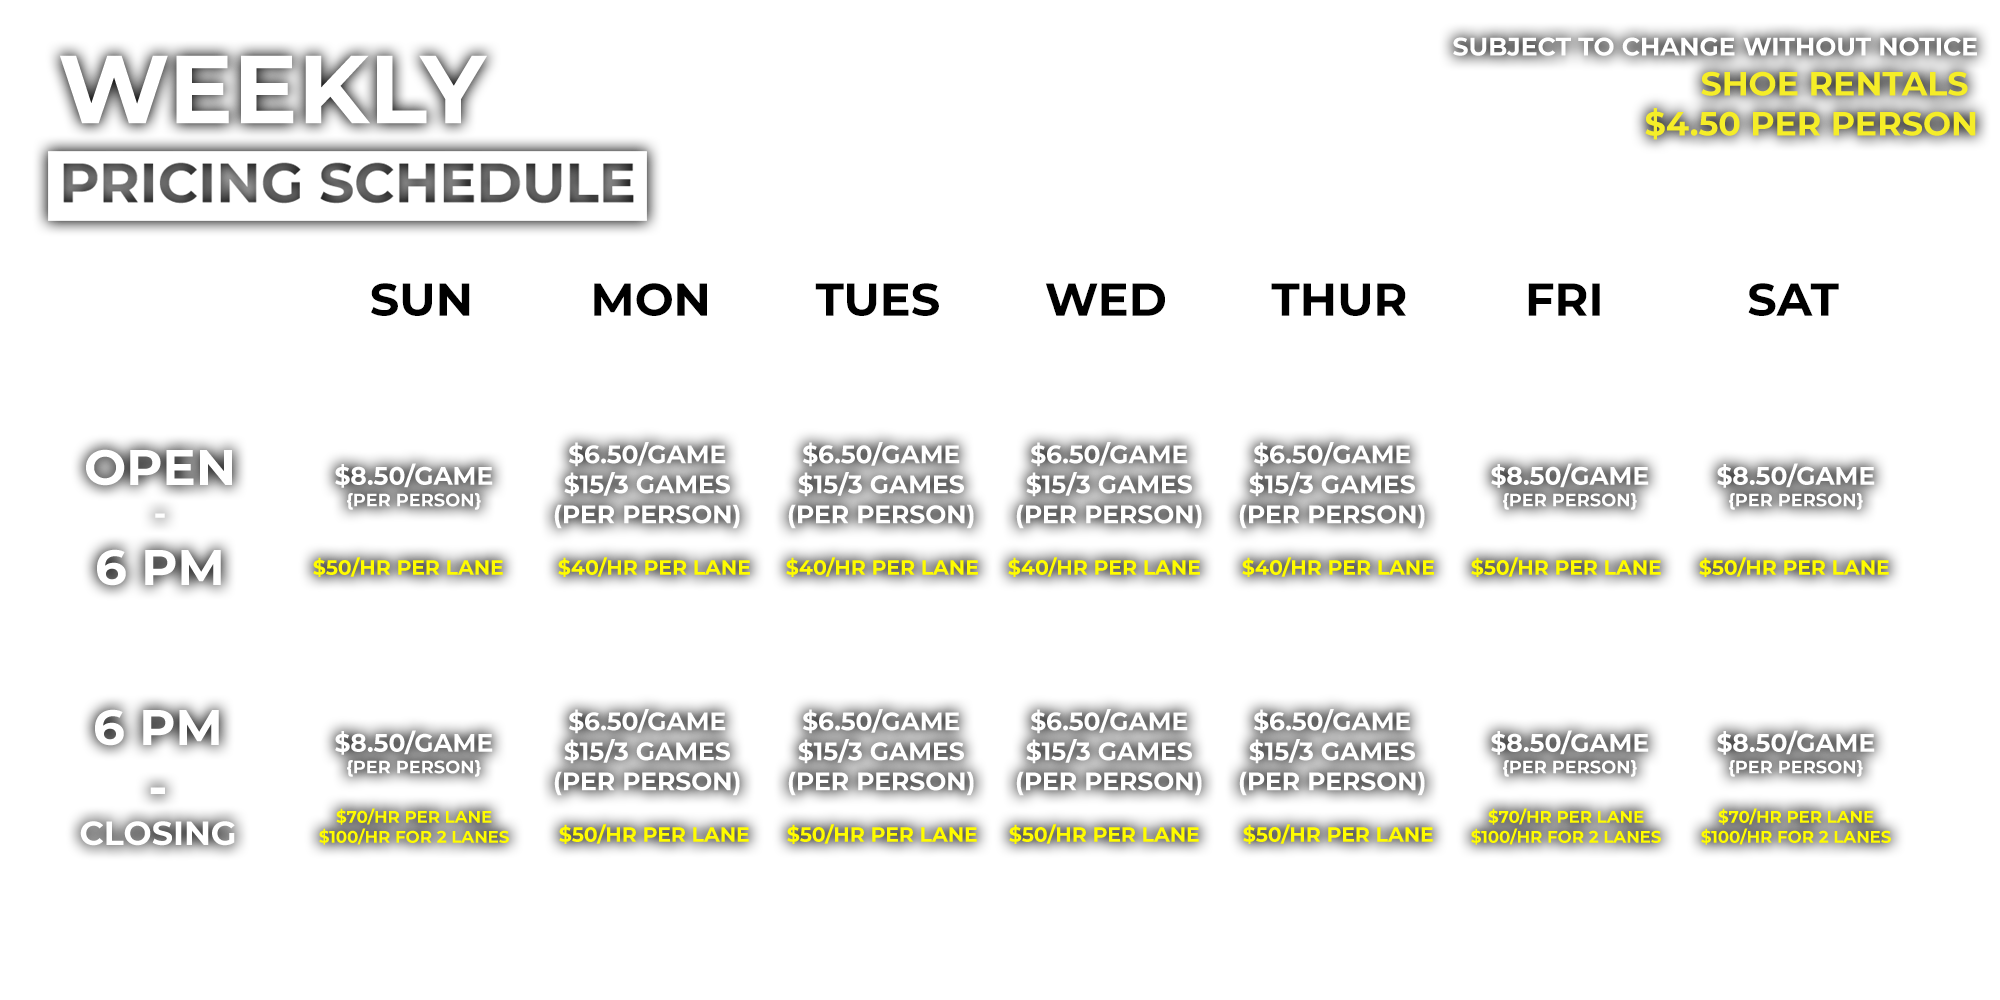 WEEKLY
PRICING SCHEDULE
SUBJECT TO CHANGE WITHOUT NOTICE
SHOE RENTALS
$4.50 PER PERSON
SUN MON TUES WED THUR FRI SAT
OPEN
-
6 PM
$8.50/GAME
{PER PERSON}
$50/HR PER LANE
$6.50/GAME
$15/3 GAMES
(PER PERSON)
$40/HR PER LANE
$6.50/GAME
$15/3 GAMES
(PER PERSON)
$40/HR PER LANE
$6.50/GAME
$15/3 GAMES
(PER PERSON)
$40/HR PER LANE
$6.50/GAME
$15/3 GAMES
(PER PERSON)
$40/HR PER LANE
$8.50/GAME
{PER PERSON}
$50/HR PER LANE
$8.50/GAME
{PER PERSON}
$50/HR PER LANE
6 PM
-
CLOSING
$8.50/GAME
{PER PERSON}
$70/HR PER LANE
$100/HR FOR 2 LANES
$6.50/GAME
$15/3 GAMES
(PER PERSON)
$50/HR PER LANE
$6.50/GAME
$15/3 GAMES
(PER PERSON)
$50/HR PER LANE
$6.50/GAME
$15/3 GAMES
(PER PERSON)
$50/HR PER LANE
$6.50/GAME
$15/3 GAMES
(PER PERSON)
$50/HR PER LANE
$8.50/GAME
{PER PERSON}
$70/HR PER LANE
$100/HR FOR 2 LANES
$8.50/GAME
{PER PERSON}
$70/HR PER LANE
$100/HR FOR 2 LANES